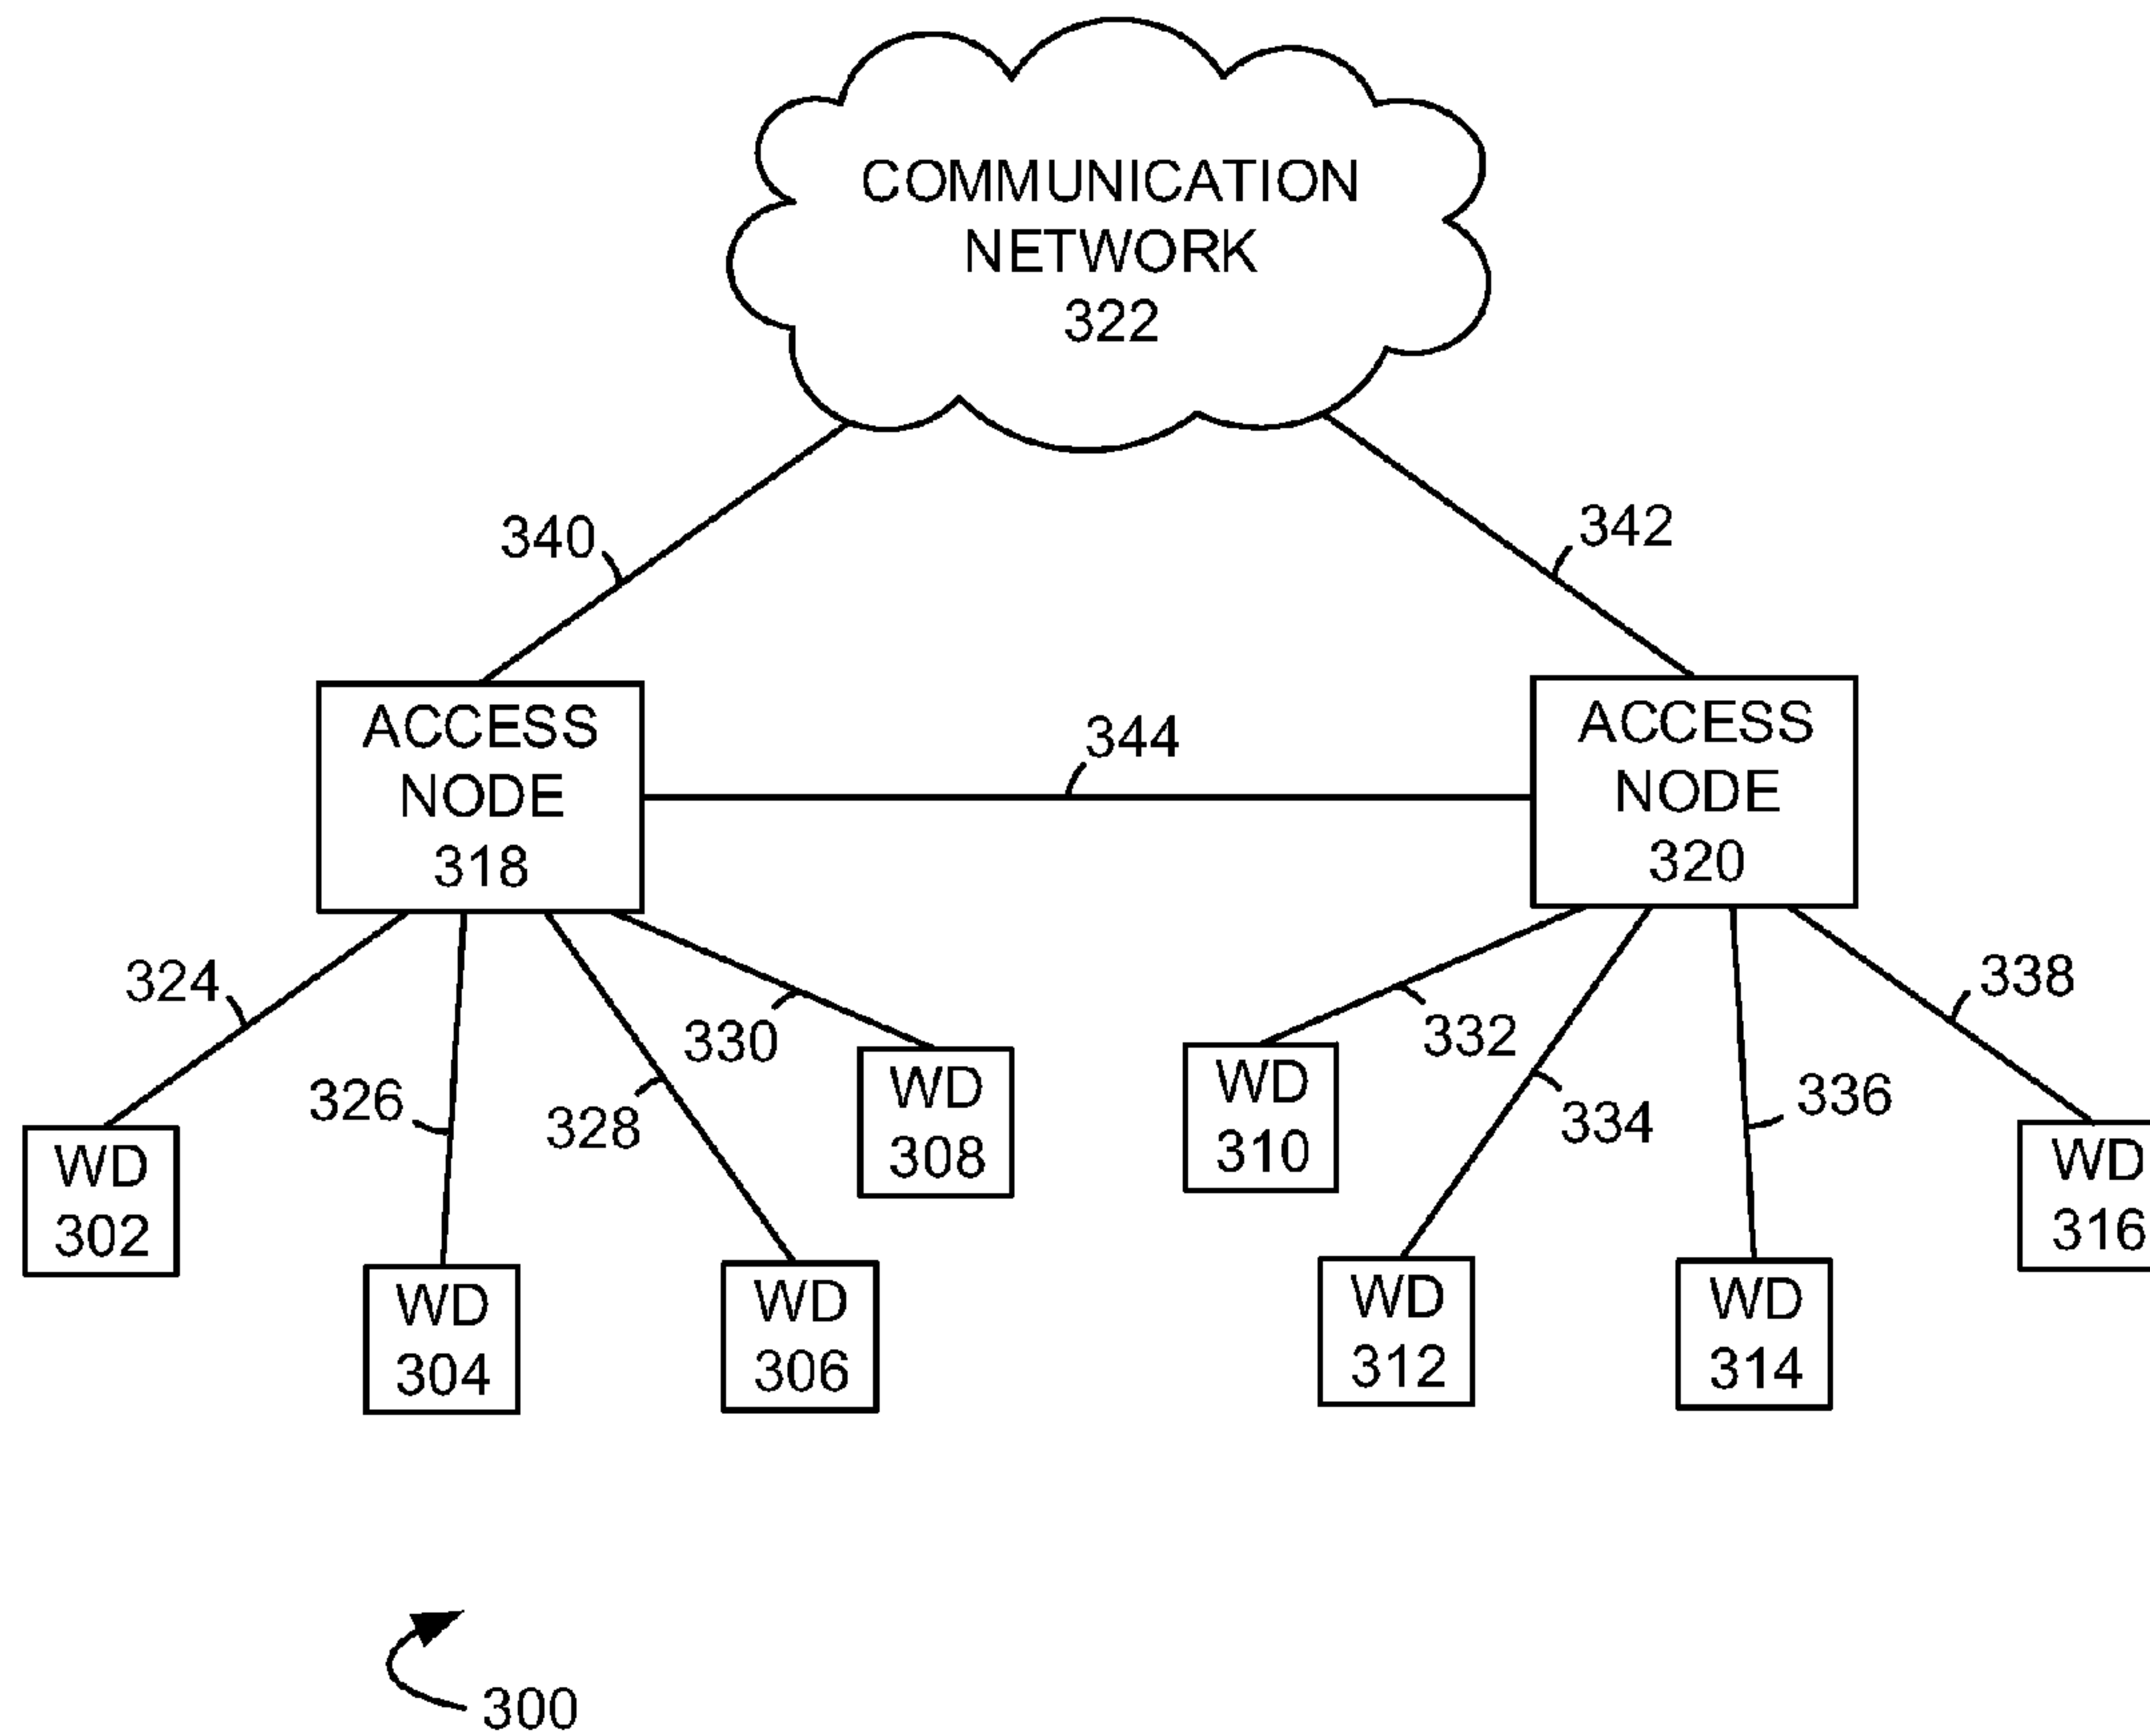 COMMUNICATION
NETWORK
322
340
342
ACCESS
NODE
318
344
ACCESS
NODE
320
324
326
328
330
332
334
336
338
WD
302
WD
304
WD
306
WD
308
WD
310
WD
312
WD
314
WD
316
300